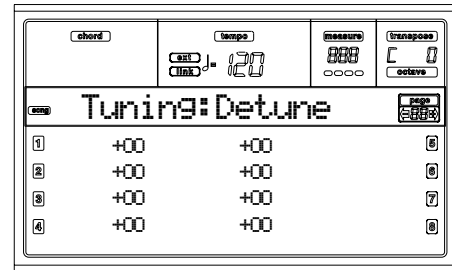 chord tempo measure transpose
ext link ♩= 120 888 C 0
octave
song Tuning:Detune page 88
1 +00 +00 5
2 +00 +00 6
3 +00 +00 7
4 +00 +00 8